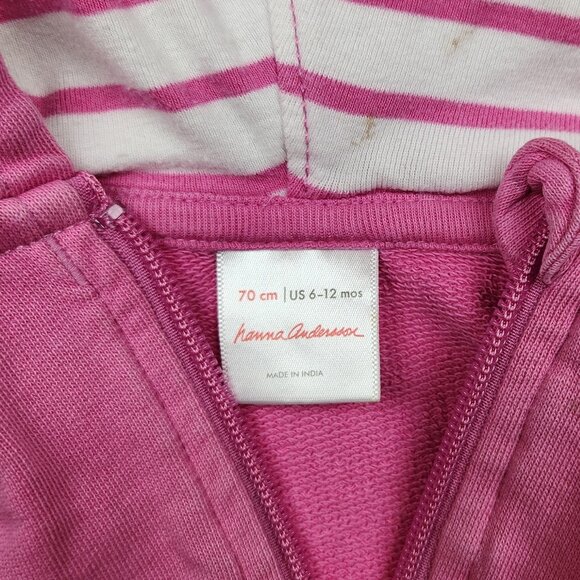 70 cm | US 6-12 mos
hanna andersson
MADE IN INDIA